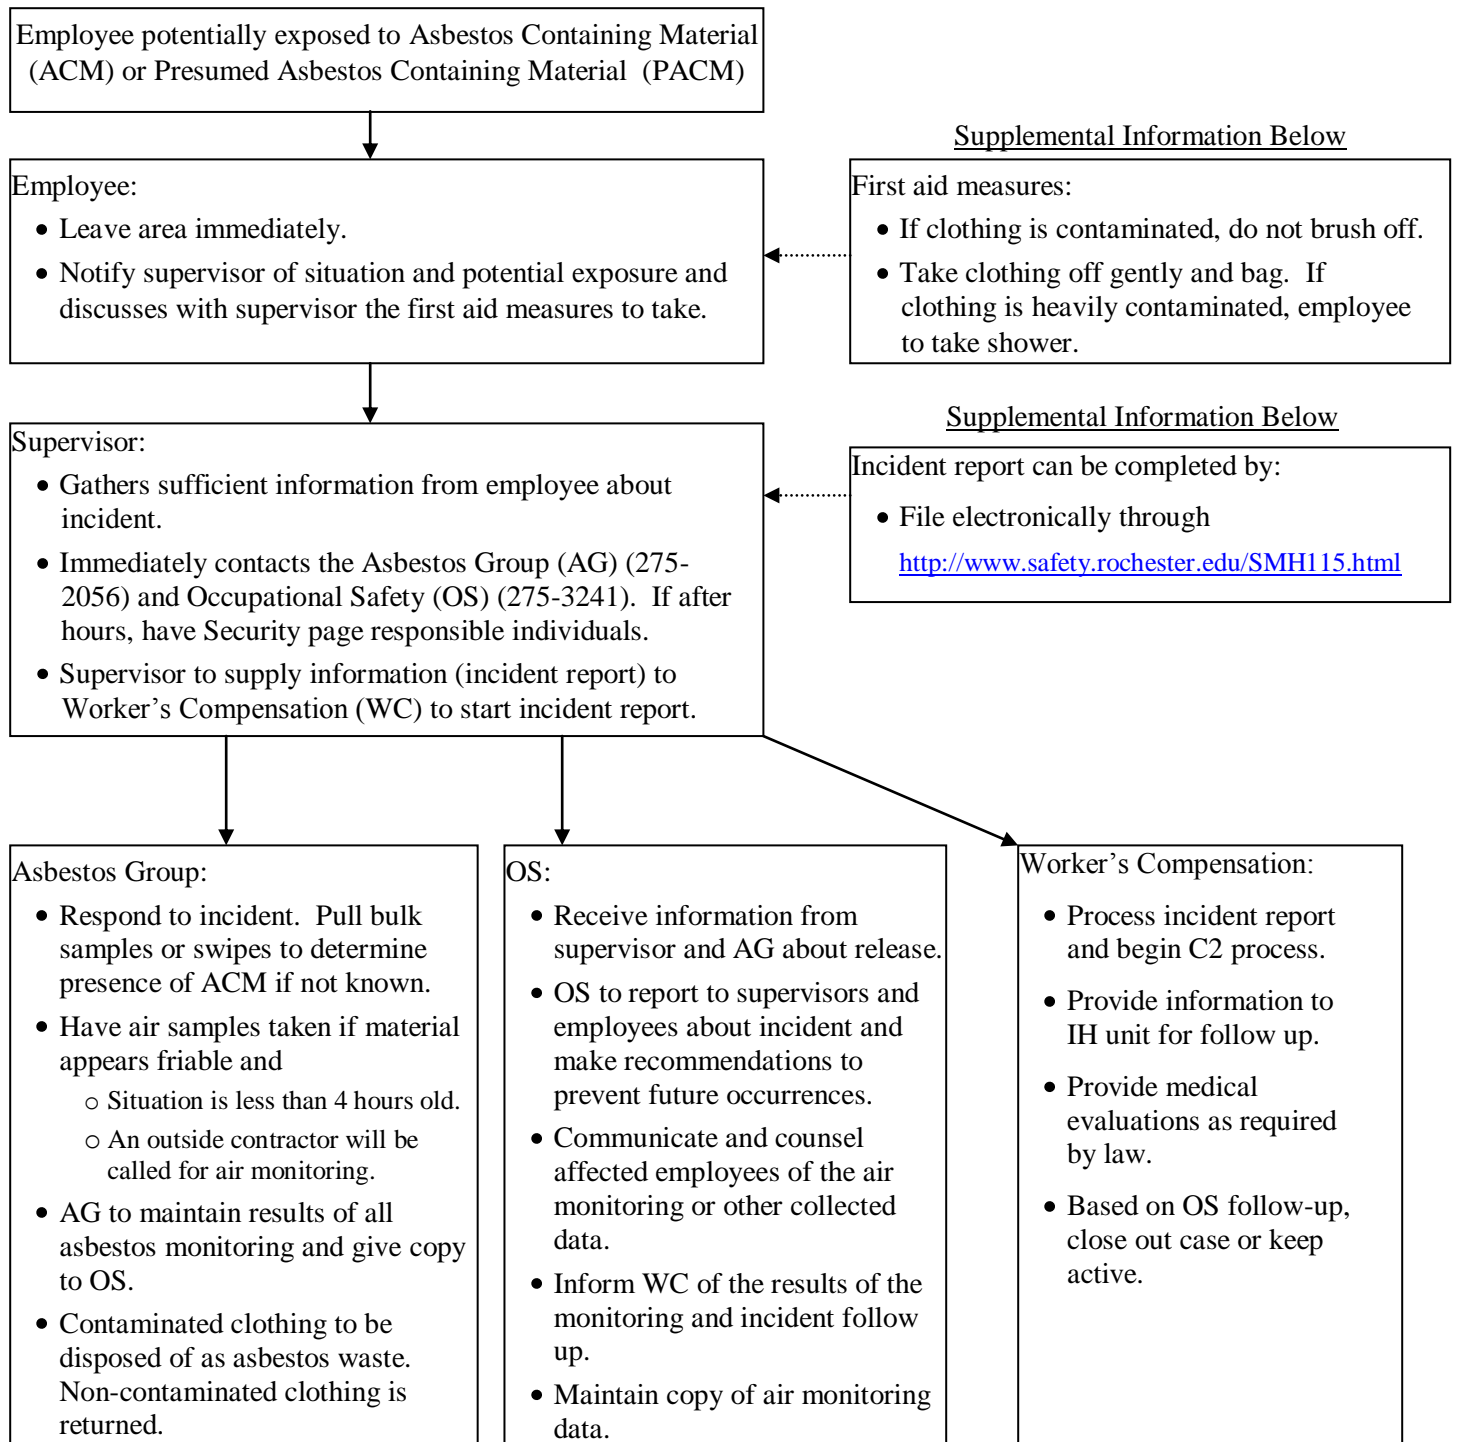 Employee potentially exposed to Asbestos Containing Material
(ACM) or Presumed Asbestos Containing Material  (PACM)
Employee:
• Leave area immediately.
• Notify supervisor of situation and potential exposure and
discusses with supervisor the first aid measures to take.
Supplemental Information Below
First aid measures:
• If clothing is contaminated, do not brush off.
• Take clothing off gently and bag.  If
clothing is heavily contaminated, employee
to take shower.
Supervisor:
• Gathers sufficient information from employee about
incident.
• Immediately contacts the Asbestos Group (AG) (275-
2056) and Occupational Safety (OS) (275-3241).  If after
hours, have Security page responsible individuals.
• Supervisor to supply information (incident report) to
Worker’s Compensation (WC) to start incident report.
Supplemental Information Below
Incident report can be completed by:
• File electronically through
http://www.safety.rochester.edu/SMH115.html
Asbestos Group:
• Respond to incident.  Pull bulk
samples or swipes to determine
presence of ACM if not known.
• Have air samples taken if material
appears friable and
o Situation is less than 4 hours old.
o An outside contractor will be
called for air monitoring.
• AG to maintain results of all
asbestos monitoring and give copy
to OS.
• Contaminated clothing to be
disposed of as asbestos waste.
Non-contaminated clothing is
returned.
OS:
• Receive information from
supervisor and AG about release.
• OS to report to supervisors and
employees about incident and
make recommendations to
prevent future occurrences.
• Communicate and counsel
affected employees of the air
monitoring or other collected
data.
• Inform WC of the results of the
monitoring and incident follow
up.
• Maintain copy of air monitoring
data.
Worker’s Compensation:
• Process incident report
and begin C2 process.
• Provide information to
IH unit for follow up.
• Provide medical
evaluations as required
by law.
• Based on OS follow-up,
close out case or keep
active.